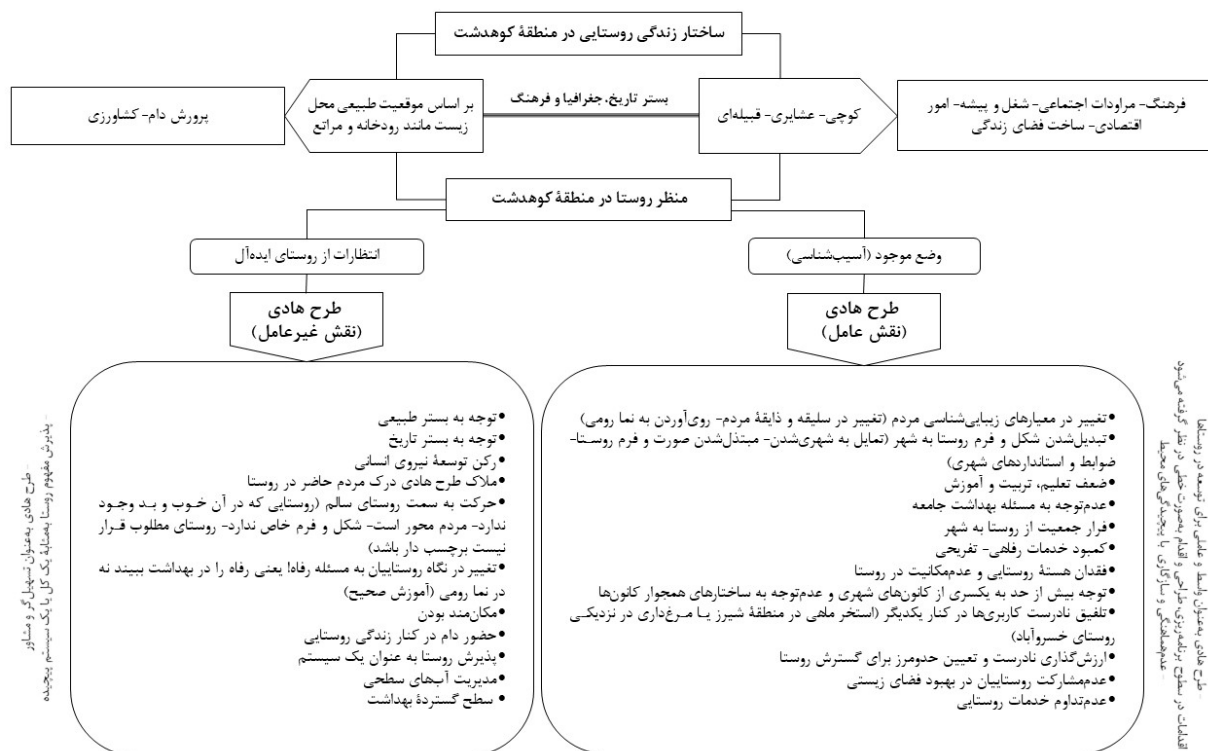 ساختار زندگی روستایی در منطقۀ کوهدشت
فرهنگ- مراودات اجتماعی- شغل و پیشه- امور
اقتصادی- ساخت فضای زندگی
کوچی- عشایری- قبیله‌ای
بستر تاریخ، جغرافیا و فرهنگ
بر اساس موقعیت طبیعی محل
زیست مانند رودخانه و مراتع
پرورش دام- کشاورزی
منظر روستا در منطقۀ کوهدشت
وضع موجود (آسیب‌شناسی)
طرح هادی
(نقش عامل)
•تغییر در معیارهای زیبایی‌شناسی مردم (تغییر در سلیقه و ذایقۀ مردم- روی‌آوردن به نما رومی)
•تبدیل‌شدن شکل و فرم روستا به شهر (تمایل به شهری‌شدن- مبتذل‌شدن صورت و فرم روستا-
ضوابط و استانداردهای شهری)
•ضعف تعلیم، تربیت و آموزش
•عدم‌توجه به مسئله بهداشت جامعه
•فرار جمعیت از روستا به شهر
•کمبود خدمات رفاهی- تفریحی
•فقدان هستۀ روستایی و عدم‌مکانیت در روستا
•توجه بیش از حد به یکسری از کانون‌های شهری و عدم‌توجه به ساختارهای همجوار کانون‌ها
•تلفیق نادرست کاربری‌ها در کنار یکدیگر (استخر ماهی در منطقۀ شیرز یا مرغ‌داری در نزدیکی
روستای خسروآباد)
•ارزش‌گذاری نادرست و تعیین حدومرز برای گسترش روستا
•عدم‌مشارکت روستاییان در بهبود فضای زیستی
•عدم‌تداوم خدمات روستایی
- طرح هادی به‌عنوان واسط و عاملی برای توسعه در روستاها
اقدامات در سطوح برنامه‌ریزی، طراحی و اقدام به‌صورت خطی در نظر گرفته می‌شود
- عدم‌هماهنگی و سازگاری با پیچیدگی‌های محیط
انتظارات از روستای ایده‌آل
طرح هادی
(نقش غیرعامل)
•توجه به بستر طبیعی
•توجه به بستر تاریخ
•رکن توسعۀ نیروی انسانی
•ملاک طرح هادی درک مردم حاضر در روستا
•حرکت به سمت روستای سالم (روستایی که در آن خوب و بد وجود
ندارد- مردم محور است- شکل و فرم خاص ندارد- روستای مطلوب قرار
نیست برچسب دار باشد)
•تغییر در نگاه روستاییان به مسئله رفاه! یعنی رفاه را در بهداشت ببیند نه
در نما رومی (آموزش صحیح)
•مکان‌مند بودن
•حضور دام در کنار زندگی روستایی
•پذیرش روستا به عنوان یک سیستم
•مدیریت آب‌های سطحی
•سطح گستردۀ بهداشت
- طرح هادی به‌عنوان تسهیل‌گر و مشاور
- پذیرش مفهوم روستا به‌مثابۀ یک کل یا یک سیستم پیچیده